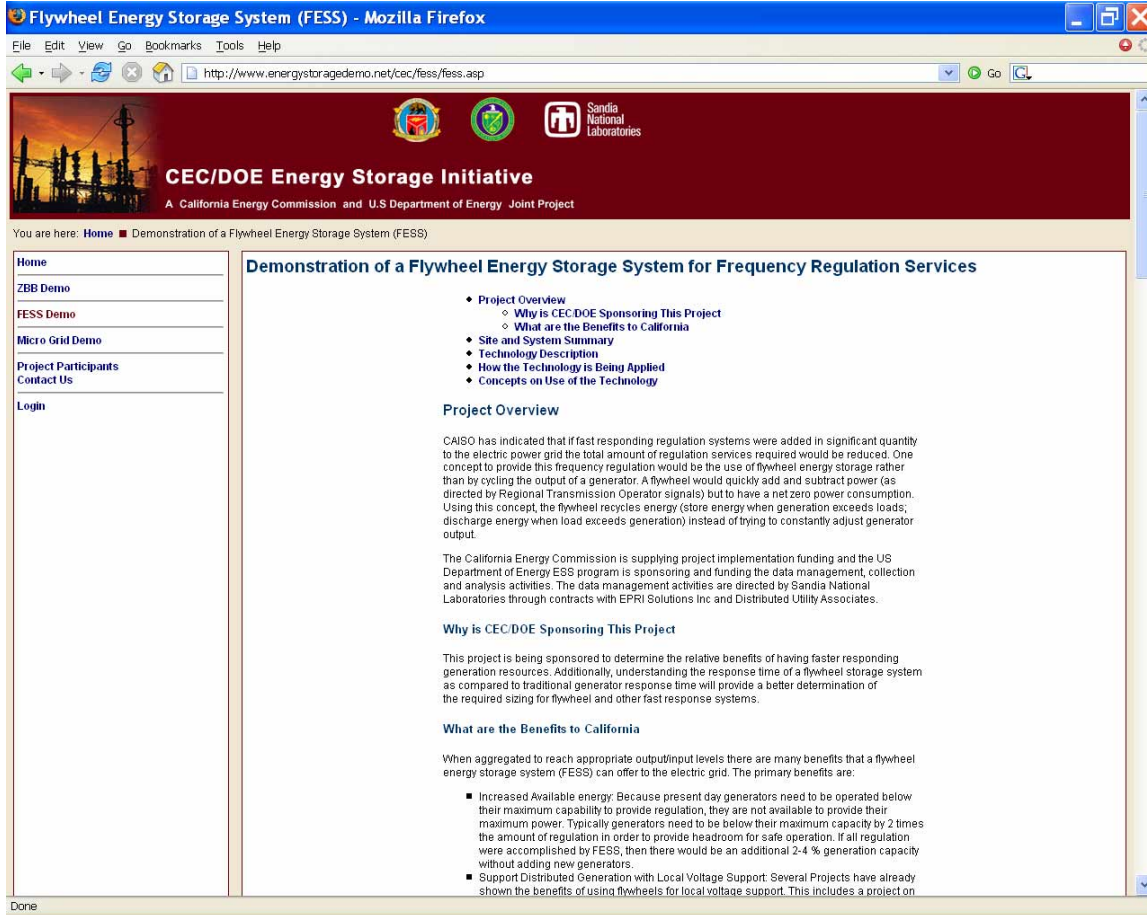 Flywheel Energy Storage System (FESS) - Mozilla Firefox
File Edit View Go Bookmarks Tools Help
http://www.energystoragedemo.net/cec/fess/fess.asp Go G
Sandia
National
Laboratories
CEC/DOE Energy Storage Initiative
A California Energy Commission and U.S Department of Energy Joint Project
You are here: Home ■ Demonstration of a Flywheel Energy Storage System (FESS)
Home
ZBB Demo
FESS Demo
Micro Grid Demo
Project Participants
Contact Us
Login
Demonstration of a Flywheel Energy Storage System for Frequency Regulation Services
Project Overview
Why is CEC/DOE Sponsoring This Project
What are the Benefits to California
Site and System Summary
Technology Description
How the Technology is Being Applied
Concepts on Use of the Technology
Project Overview
CAISO has indicated that if fast responding regulation systems were added in significant quantity
to the electric power grid the total amount of regulation services required would be reduced. One
concept to provide this frequency regulation would be the use of flywheel energy storage rather
than by cycling the output of a generator. A flywheel would quickly add and subtract power (as
directed by Regional Transmission Operator signals) but to have a net zero power consumption.
Using this concept, the flywheel recycles energy (store energy when generation exceeds loads;
discharge energy when load exceeds generation) instead of trying to constantly adjust generator
output.
The California Energy Commission is supplying project implementation funding and the US
Department of Energy ESS program is sponsoring and funding the data management, collection
and analysis activities. The data management activities are directed by Sandia National
Laboratories through contracts with EPRI Solutions Inc and Distributed Utility Associates.
Why is CEC/DOE Sponsoring This Project
This project is being sponsored to determine the relative benefits of having faster responding
generation resources. Additionally, understanding the response time of a flywheel storage system
as compared to traditional generator response time will provide a better determination of
the required sizing for flywheel and other fast response systems.
What are the Benefits to California
When aggregated to reach appropriate output/input levels there are many benefits that a flywheel
energy storage system (FESS) can offer to the electric grid. The primary benefits are:
■ Increased Available energy: Because present day generators need to be operated below
their maximum capability to provide regulation, they are not available to provide their
maximum power. Typically generators need to be below their maximum capacity by 2 times
the amount of regulation in order to provide headroom for safe operation. If all regulation
were accomplished by FESS, then there would be an additional 2-4 % generation capacity
without adding new generators.
■ Support Distributed Generation with Local Voltage Support: Several Projects have already
shown the benefits of using flywheels for local voltage support. This includes a project on
Done